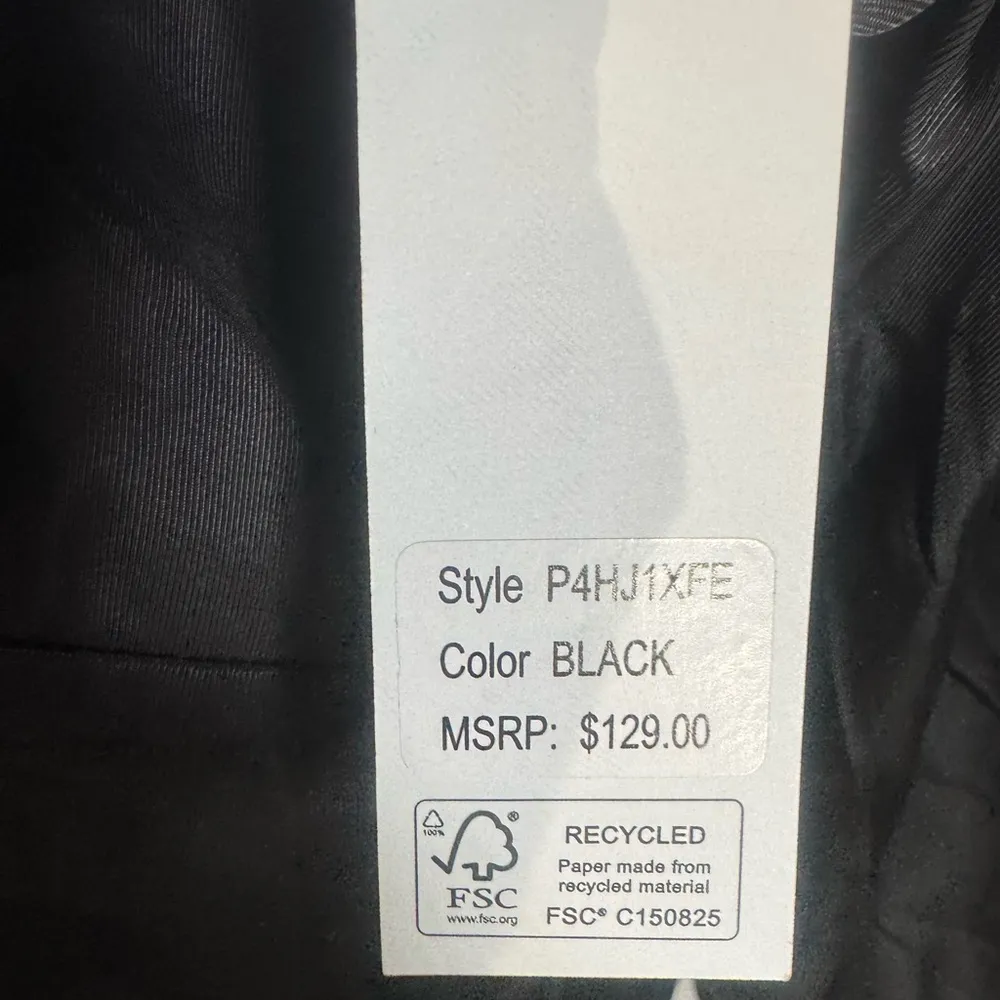 Style P4HJ1XFE
Color BLACK
MSRP: $129.00
100%
®
FSC
www.fsc.org
RECYCLED
Paper made from
recycled material
FSC® C150825